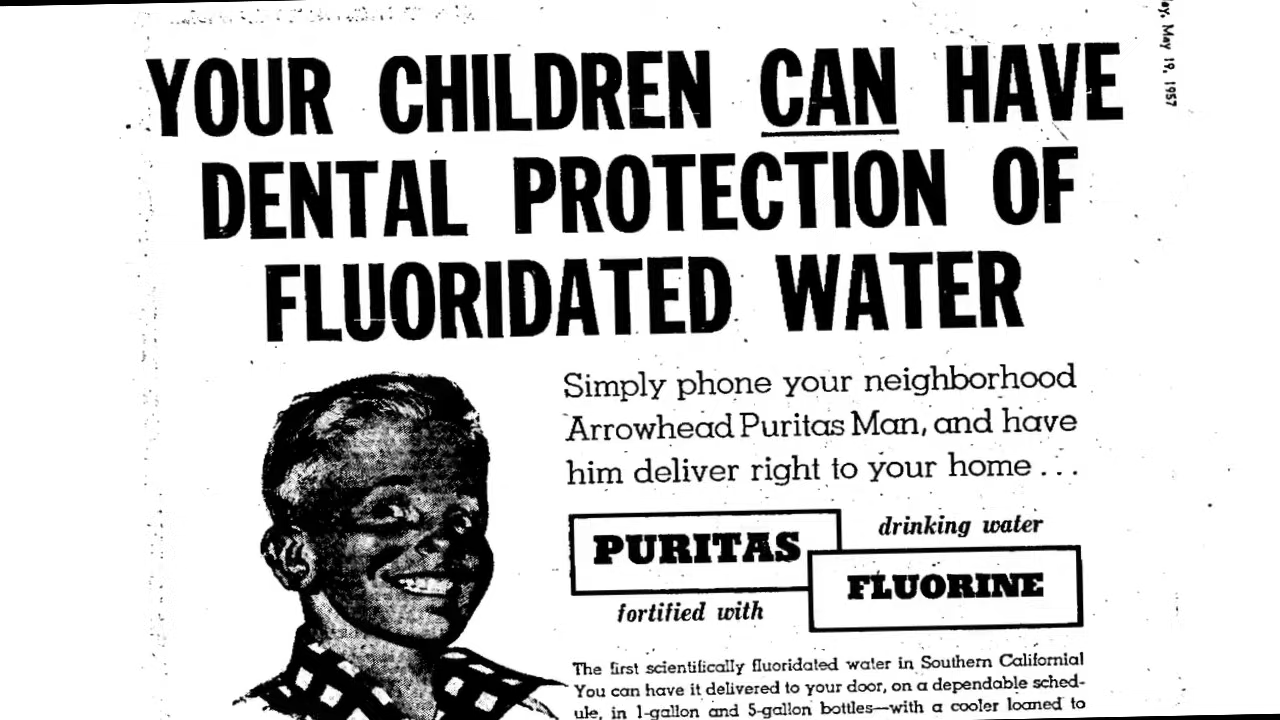 ay, May 19, 1957
YOUR CHILDREN CAN HAVE
DENTAL PROTECTION OF
FLUORIDATED WATER
Simply phone your neighborhood
Arrowhead Puritas Man, and have
him deliver right to your home . . .
PURITAS drinking water
fortified with FLUORINE
The first scientifically fluoridated water in Southern California!
You can have it delivered to your door, on a dependable sched-
ule, in 1-gallon and 5-gallon bottles—with a cooler loaned to